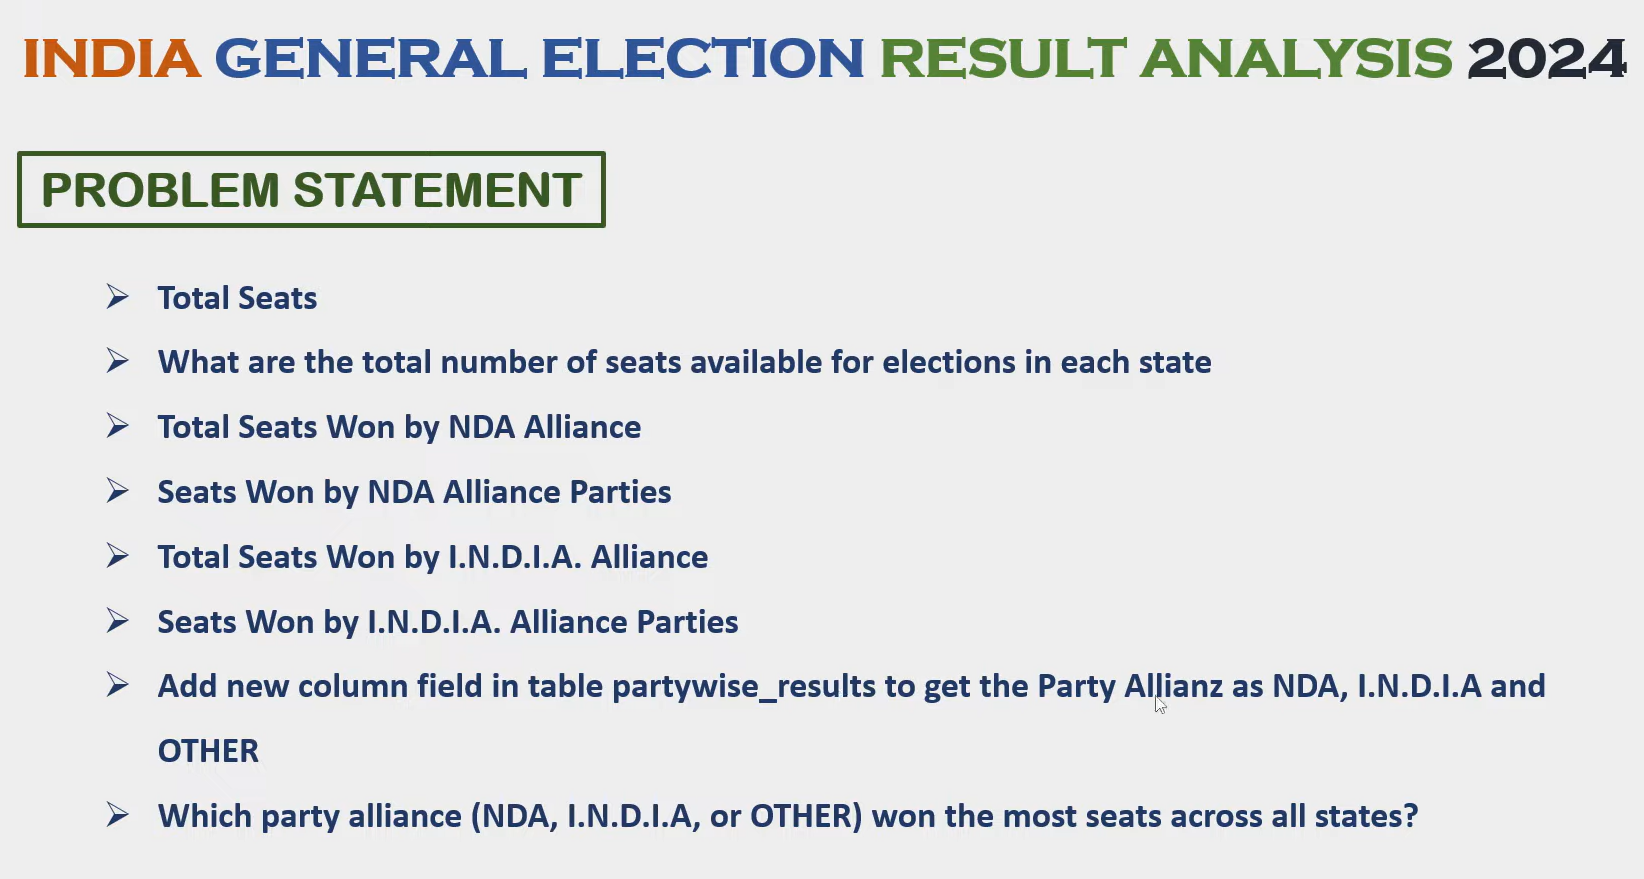 INDIA GENERAL ELECTION RESULT ANALYSIS 2024
PROBLEM STATEMENT
Total Seats
What are the total number of seats available for elections in each state
Total Seats Won by NDA Alliance
Seats Won by NDA Alliance Parties
Total Seats Won by I.N.D.I.A. Alliance
Seats Won by I.N.D.I.A. Alliance Parties
Add new column field in table partywise_results to get the Party Allianz as NDA, I.N.D.I.A and
OTHER
Which party alliance (NDA, I.N.D.I.A, or OTHER) won the most seats across all states?